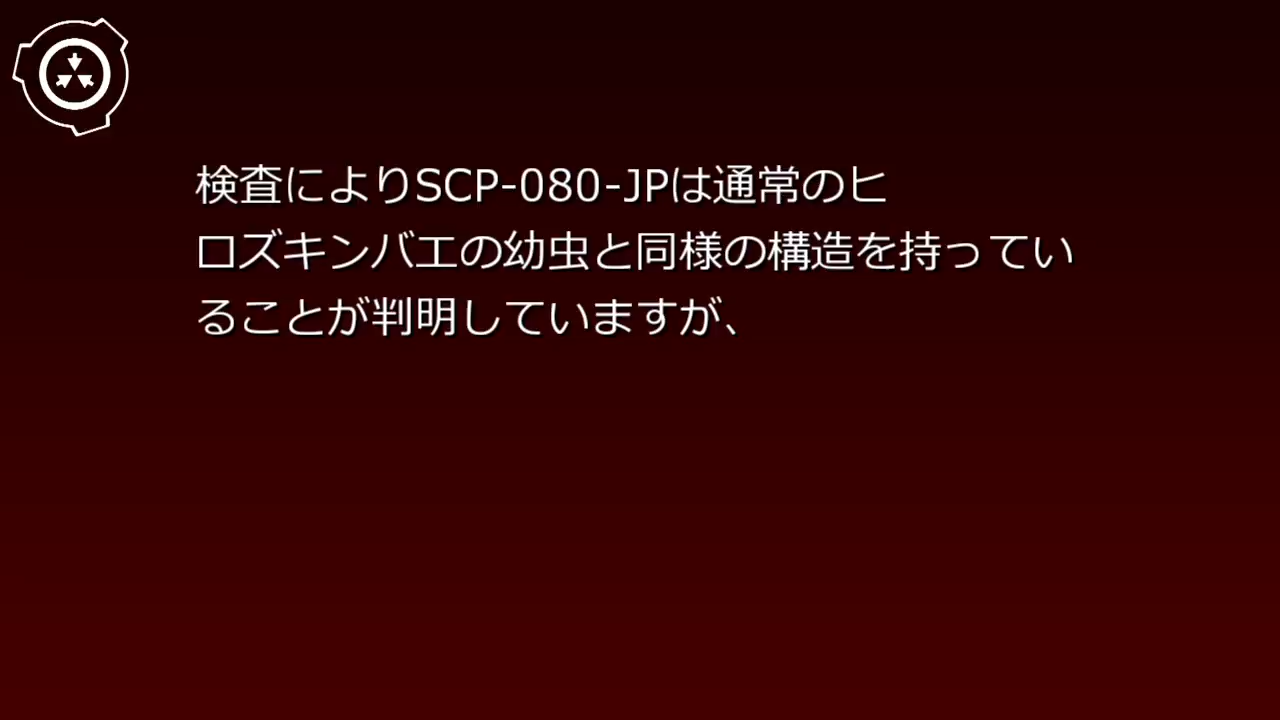 検査によりSCP-080-JPは通常のヒ
ロズキンバエの幼虫と同様の構造を持ってい
ることが判明していますが、